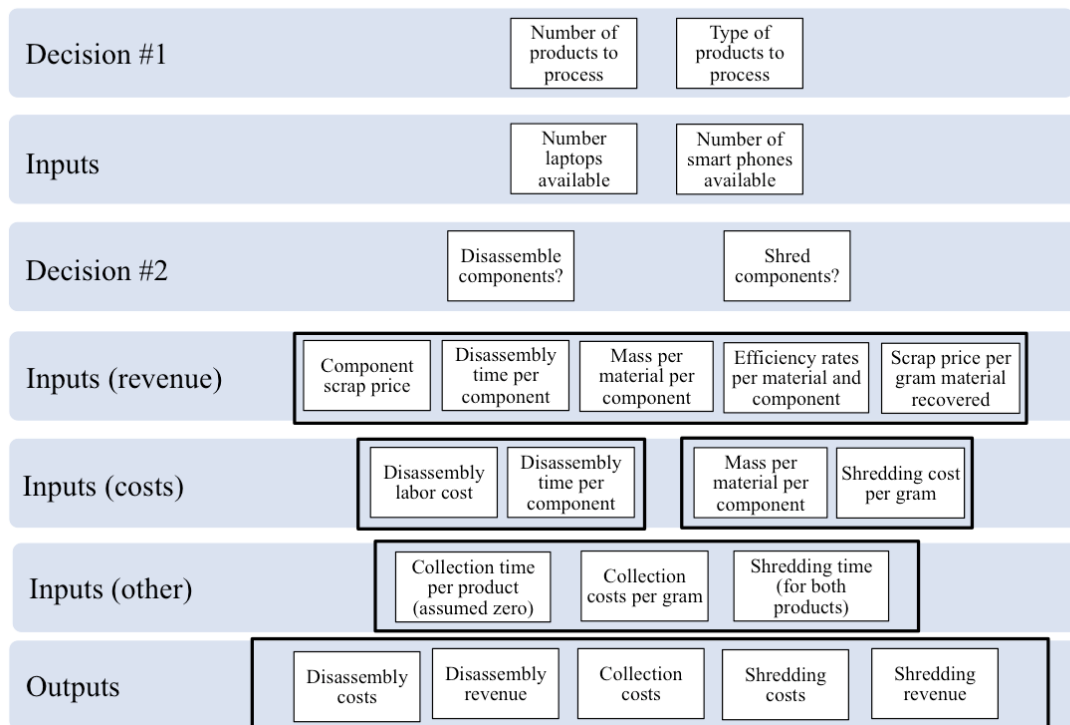 Decision #1
Number of
products to
process
Type of
products to
process
Inputs
Number
laptops
available
Number of
smart phones
available
Decision #2
Disassemble
components?
Shred
components?
Inputs (revenue)
Component
scrap price
Disassembly
time per
component
Mass per
material per
component
Efficiency rates
per material and
component
Scrap price per
gram material
recovered
Inputs (costs)
Disassembly
labor cost
Disassembly
time per
component
Mass per
material per
component
Shredding cost
per gram
Inputs (other)
Collection time
per product
(assumed zero)
Collection
costs per gram
Shredding time
(for both
products)
Outputs
Disassembly
costs
Disassembly
revenue
Collection
costs
Shredding
costs
Shredding
revenue